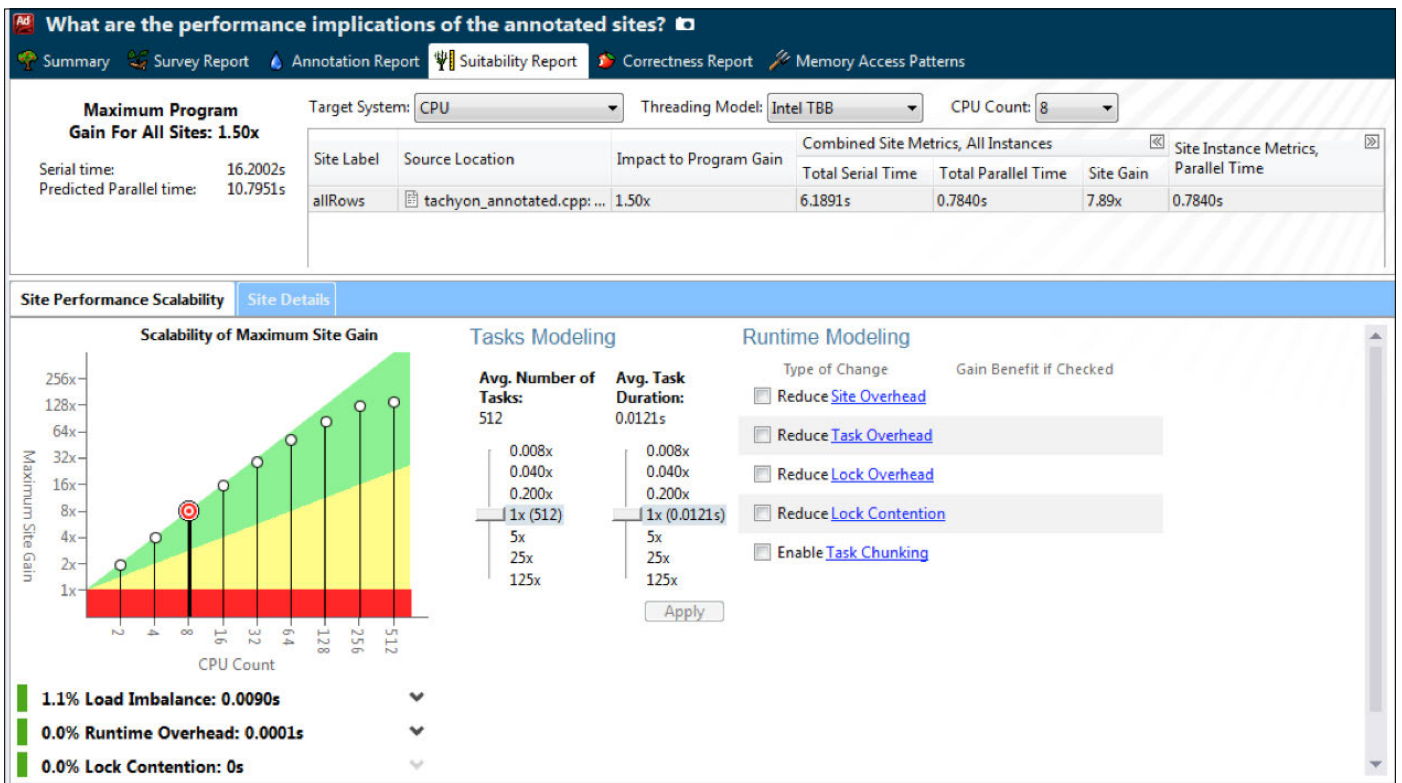 Ad What are the performance implications of the annotated sites?
Summary Survey Report Annotation Report Suitability Report Correctness Report Memory Access Patterns
Maximum Program
Gain For All Sites: 1.50x
Serial time: 16.2002s
Predicted Parallel time: 10.7951s
Target System: CPU Threading Model: Intel TBB CPU Count: 8
Site Label Source Location Impact to Program Gain Combined Site Metrics, All Instances Site Instance Metrics,
Parallel Time
Total Serial Time Total Parallel Time Site Gain
allRows tachyon_annotated.cpp: ... 1.50x 6.1891s 0.7840s 7.89x 0.7840s
Site Performance Scalability Site Details
Scalability of Maximum Site Gain
Maximum Site Gain
256x
128x
64x
32x
16x
8x
4x
2x
1x
2 4 8 16 32 64 128 256 512
CPU Count
1.1% Load Imbalance: 0.0090s
0.0% Runtime Overhead: 0.0001s
0.0% Lock Contention: 0s
Tasks Modeling
Avg. Number of
Tasks:
512
0.008x
0.040x
0.200x
1x (512)
5x
25x
125x
Avg. Task
Duration:
0.0121s
0.008x
0.040x
0.200x
1x (0.0121s)
5x
25x
125x
Apply
Runtime Modeling
Type of Change Gain Benefit if Checked
Reduce Site Overhead
Reduce Task Overhead
Reduce Lock Overhead
Reduce Lock Contention
Enable Task Chunking